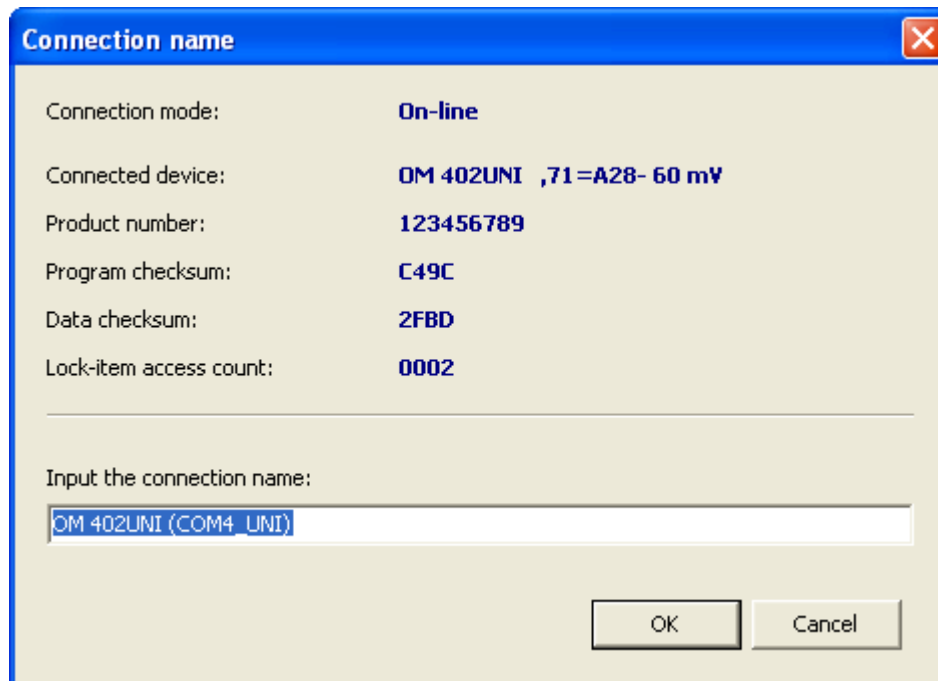 Connection name
Connection mode: On-line
Connected device: OM 402UNI ,71=A28- 60 mV
Product number: 123456789
Program checksum: C49C
Data checksum: 2FBD
Lock-item access count: 0002
Input the connection name:
OM 402UNI (COM4_UNI)
OK Cancel